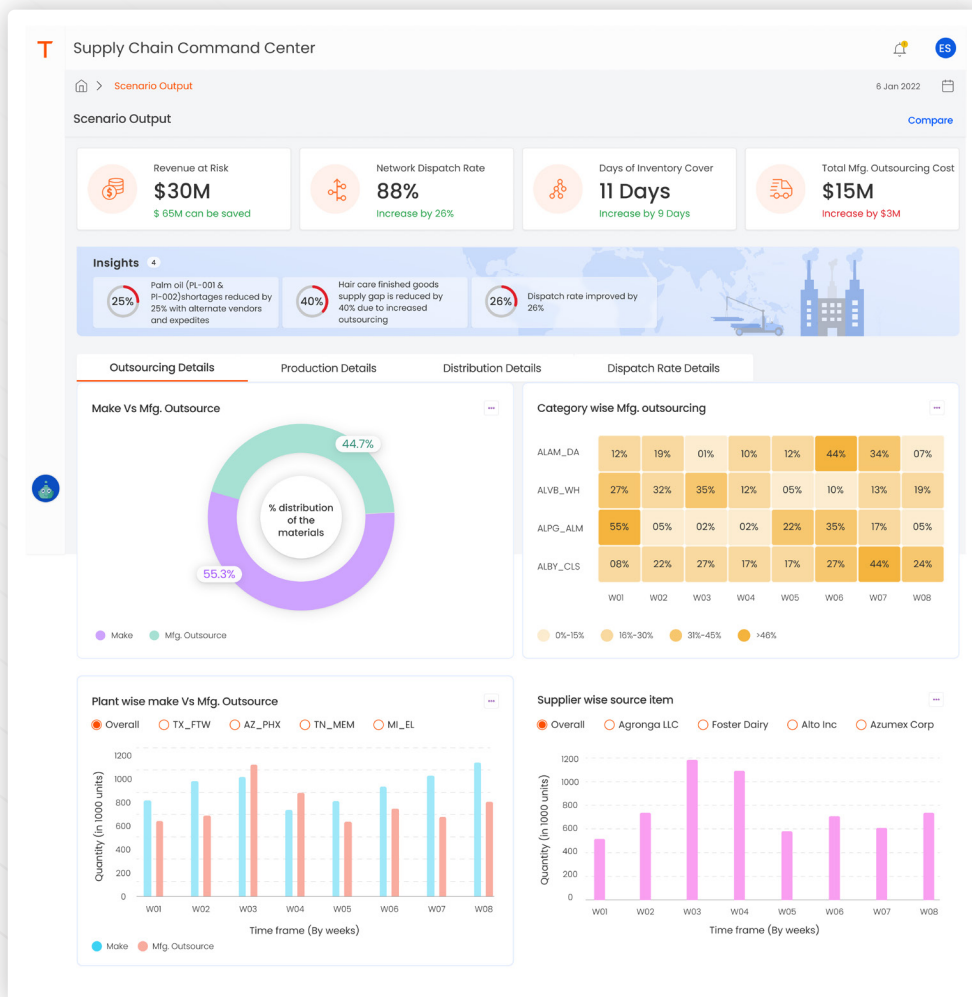 T
Supply Chain Command Center
ES
Scenario Output
6 Jan 2022
Scenario Output
Compare
Revenue at Risk
$30M
$ 65M can be saved
Network Dispatch Rate
88%
Increase by 26%
Days of Inventory Cover
11 Days
Increase by 9 Days
Total Mfg. Outsourcing Cost
$15M
Increase by $3M
Insights 4
25%
Palm oil (PL-001 &
PI-002)shortages reduced by
25% with alternate vendors
and expedites
40%
Hair care finished goods
supply gap is reduced by
40% due to increased
outsourcing
26%
Dispatch rate improved by
26%
Outsourcing Details
Production Details
Distribution Details
Dispatch Rate Details
Make Vs Mfg. Outsource
44.7%
% distribution
of the
materials
55.3%
Make
Mfg. Outsource
Category wise Mfg. outsourcing
ALAM_DA 12% 19% 01% 10% 12% 44% 34% 07%
ALVB_WH 27% 32% 35% 12% 05% 10% 13% 19%
ALPG_ALM 55% 05% 02% 02% 22% 35% 17% 05%
ALBY_CLS 08% 22% 27% 17% 17% 27% 44% 24%
W01 W02 W03 W04 W05 W06 W07 W08
0%-15% 16%-30% 31%-45% >46%
Plant wise make Vs Mfg. Outsource
Overall TX_FTW AZ_PHX TN_MEM MI_EL
Quantity (in 1000 units)
1200
1000
800
600
400
200
0
W01 W02 W03 W04 W05 W06 W07 W08
Time frame (By weeks)
Make Mfg. Outsource
Supplier wise source item
Overall Agronga LLC Foster Dairy Alto Inc Azumex Corp
Quantity (in 1000 units)
1200
1000
800
600
400
200
0
W01 W02 W03 W04 W05 W06 W07 W08
Time frame (By weeks)